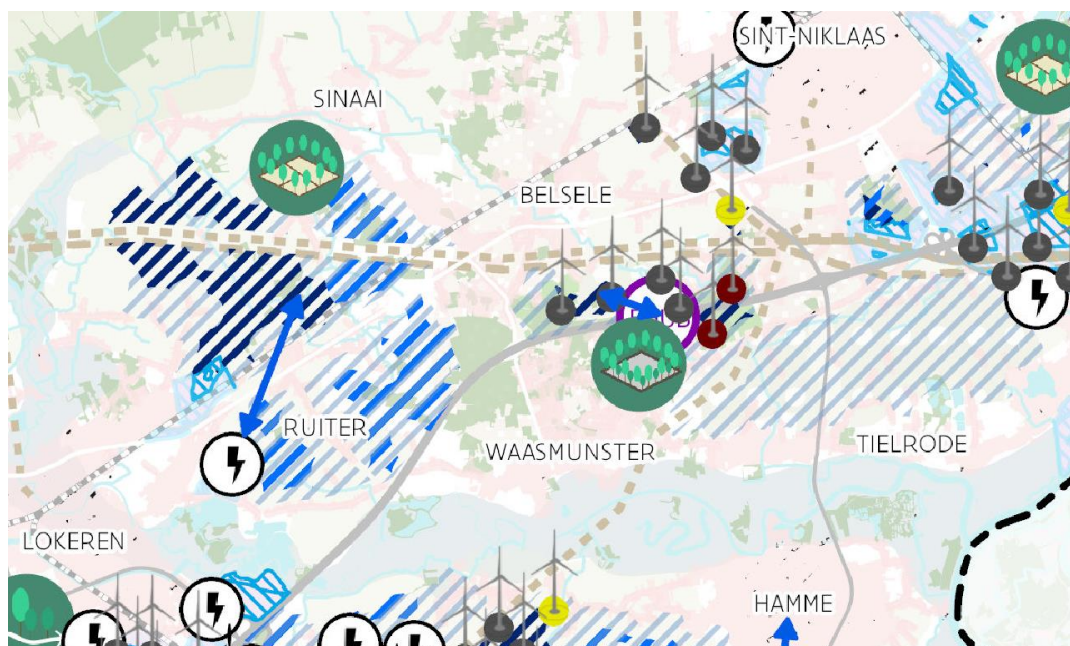 SINT-NIKLAAS
SINAAI
BELSELE
RUITER
WAASMUNSTER
TIELRODE
LOKEREN
HAMME